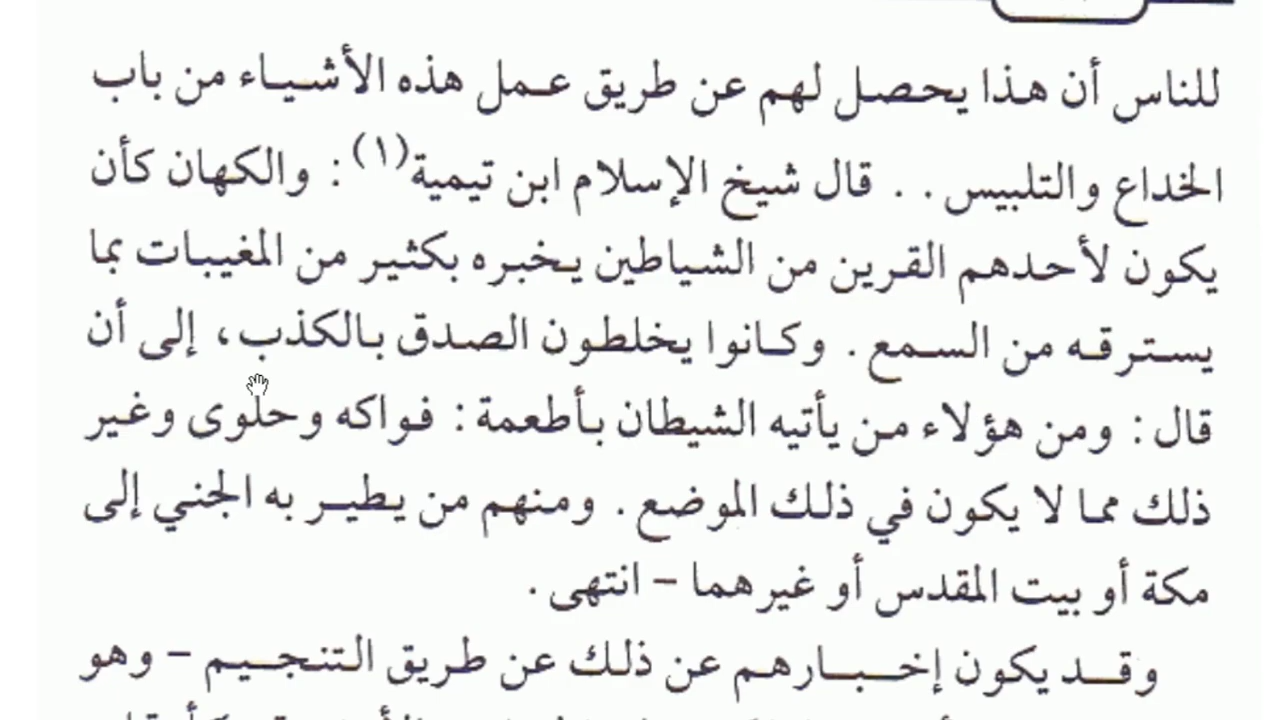 للناس أن هذا يحصل لهم عن طريق عمل هذه الأشياء من باب
الخداع والتلبيس . . قال شيخ الإسلام ابن تيمية(١) : والكهان كأن
يكون لأحدهم القرين من الشياطين يخبره بكثير من المغيبات بما
يسترقه من السمع . وكانوا يخلطون الصدق بالكذب ، إلى أن
قال : ومن هؤلاء من يأتيه الشيطان بأطعمة : فواكه وحلوى وغير
ذلك مما لا يكون في ذلك الموضع . ومنهم من يطير به الجني إلى
مكة أو بيت المقدس أو غيرهما – انتهى .
وقد يكون إخبارهم عن ذلك عن طريق التنجيم – وهو